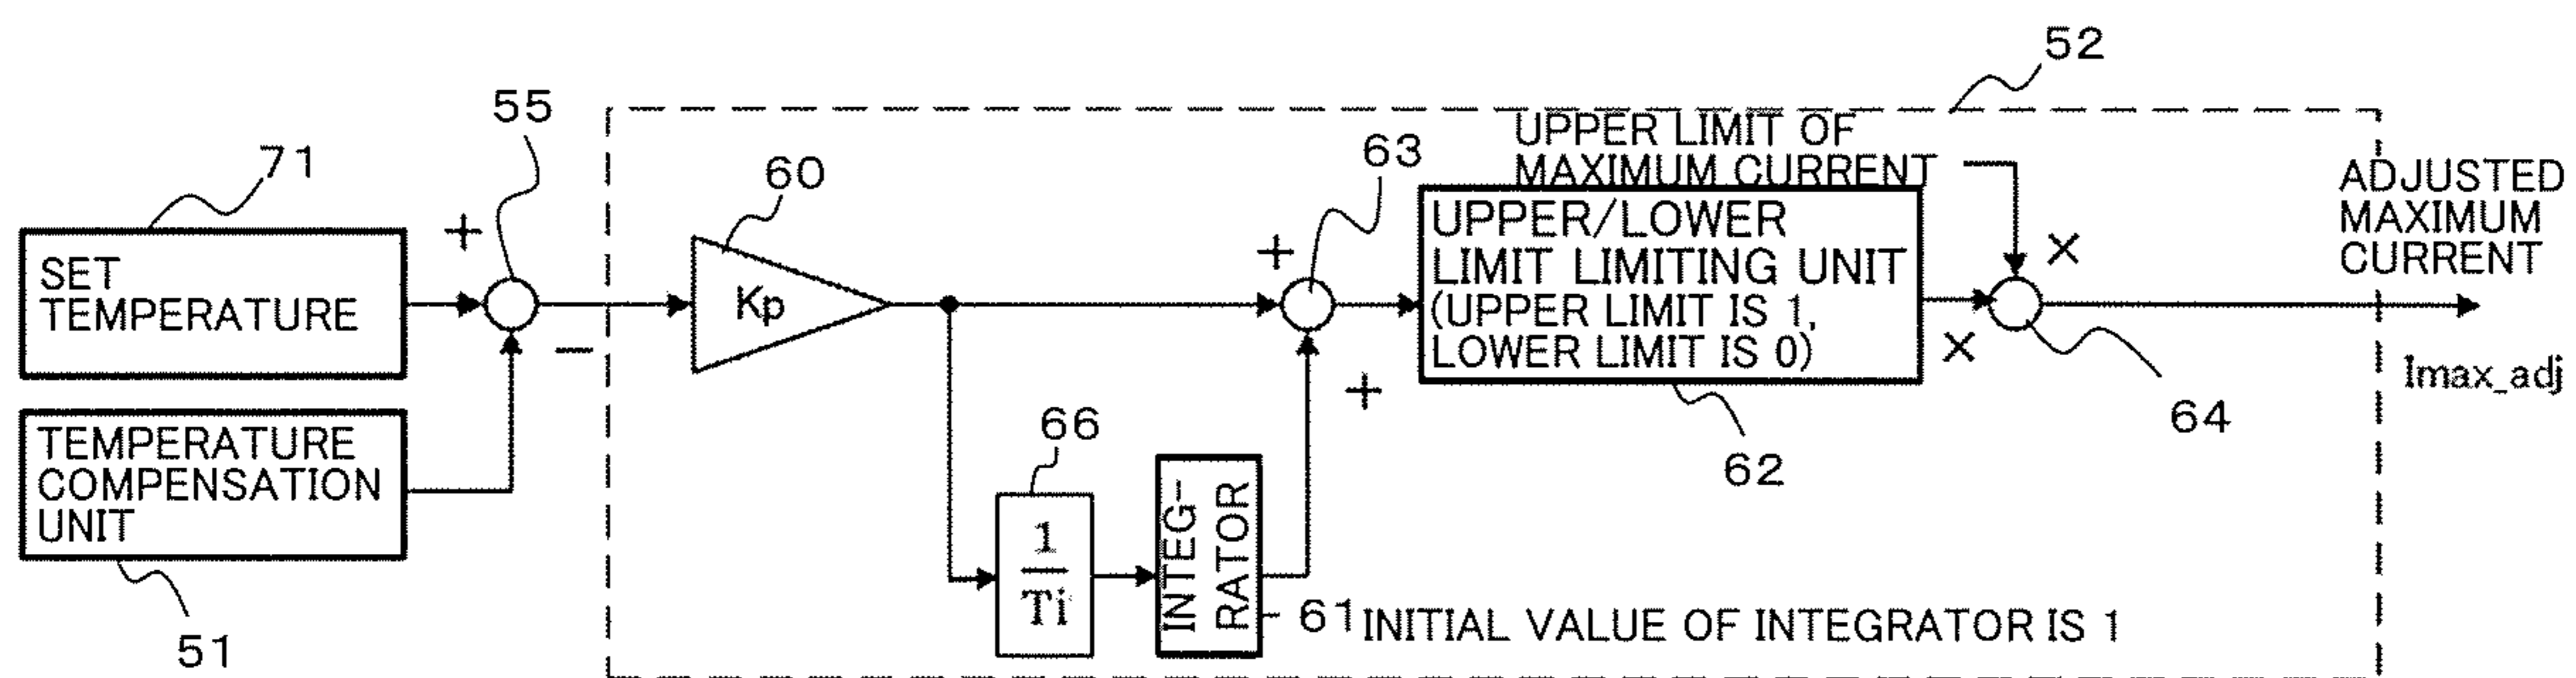 52
55
UPPER LIMIT OF
MAXIMUM CURRENT
71
60
63
ADJUSTED
MAXIMUM
CURRENT
+
+
×
SET
TEMPERATURE
Kp
UPPER/LOWER
LIMIT LIMITING UNIT
(UPPER LIMIT IS 1,
LOWER LIMIT IS 0)
−
+
×
Imax_adj
64
TEMPERATURE
COMPENSATION
UNIT
66
62
1
Ti
INTEG-
RATOR
61 INITIAL VALUE OF INTEGRATOR IS 1
51